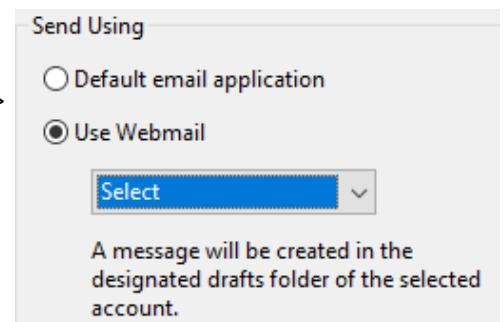 Send Using
Default email application
Use Webmail
Select
A message will be created in the
designated drafts folder of the selected
account.